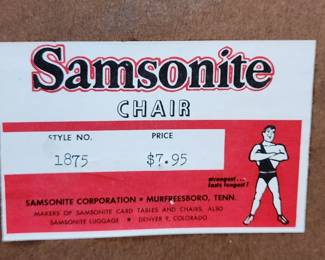 Samsonite
CHAIR
STYLE NO. PRICE
1875 $7.95
strongest...
lasts longest!
SAMSONITE CORPORATION • MURFREESBORO, TENN.
MAKERS OF SAMSONITE CARD TABLES AND CHAIRS, ALSO
SAMSONITE LUGGAGE • DENVER 9, COLORADO